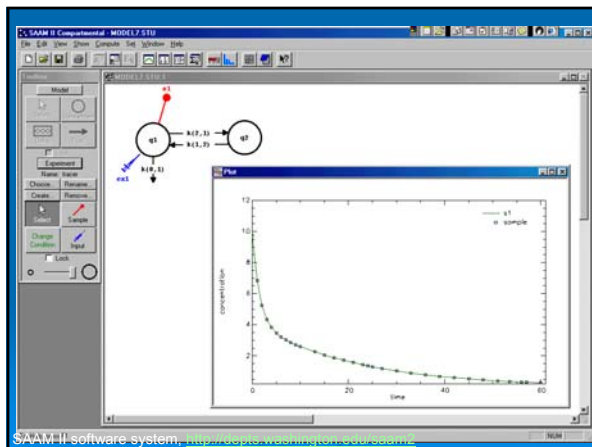 SAAM II Compartmental - MODEL7.STU
File Edit View Show Compute Set Window Help
Toolbox
MODEL7.STU:1
Model
Experiment
Name: tracer
Choose... Rename...
Create... Remove...
Select Sample
Change Condition Input
Lock
s1
q1
k(2,1)
k(1,2)
q2
ex1
k(0,1)
Plot
12
10
8
6
4
2
0 20 40 60
concentration
time
sample
NUM
SAAM II software system, http://depts.washington.edu/saam2